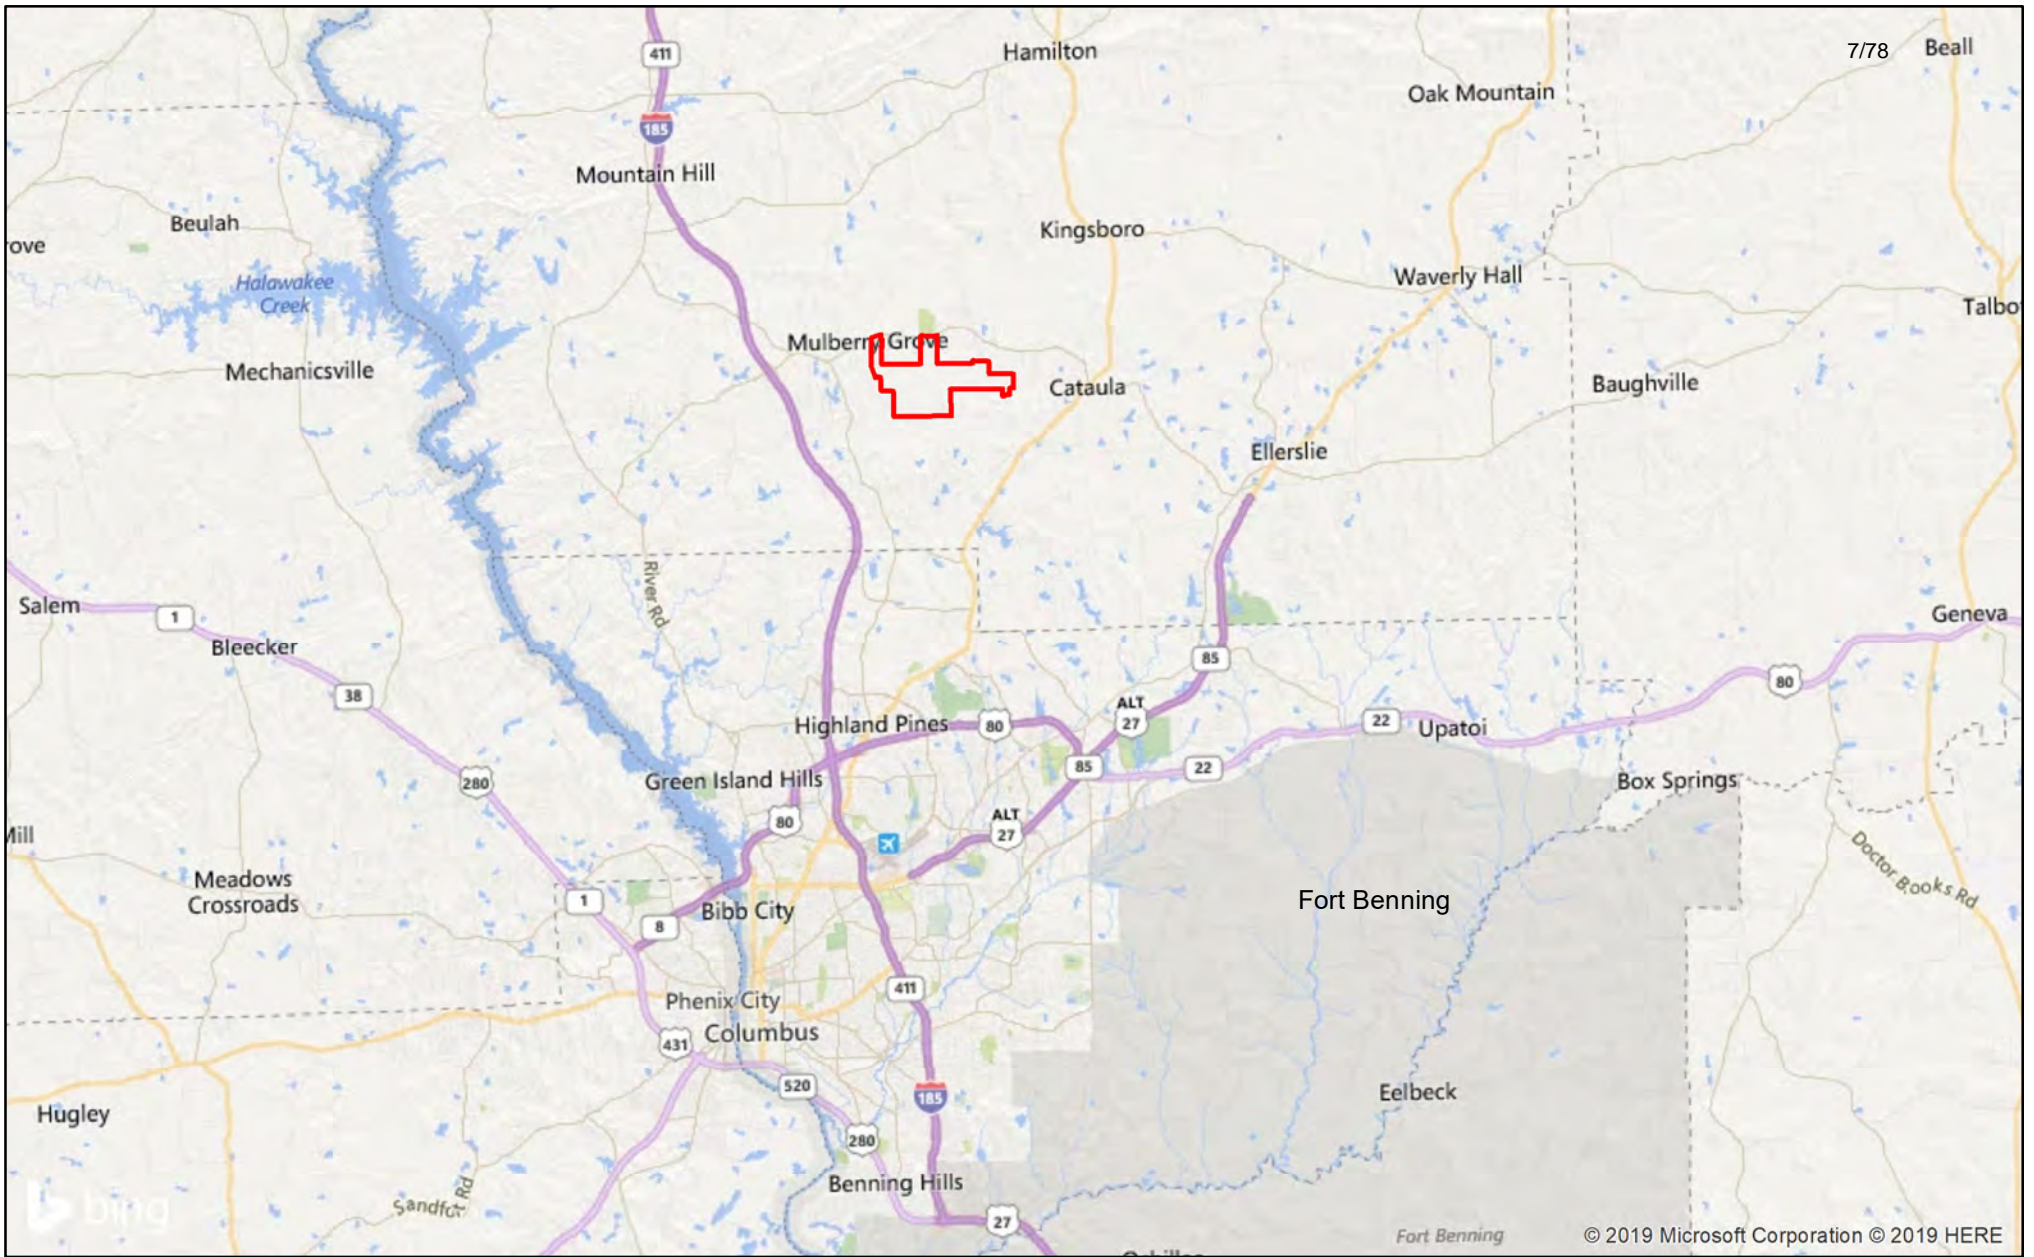 411
Hamilton
7/78
Beall
Oak Mountain
185
Mountain Hill
Beulah
Kingsboro
rove
Waverly Hall
Halawakee
Creek
Talbo
Mulberry Grove
Mechanicsville
Cataula
Baughville
Ellerslie
River Rd
Salem
1
Geneva
Bleecker
85
38
80
ALT
27
Highland Pines
80
22
Upatoi
85
22
Green Island Hills
280
Box Springs
80
ALT
27
Mill
Meadows
Crossroads
Doctor Books Rd
1
Fort Benning
Bibb City
8
411
Phenix City
Columbus
431
520
185
Eelbeck
Hugley
280
Benning Hills
Sandfort Rd
bing
27
Fort Benning
© 2019 Microsoft Corporation © 2019 HERE